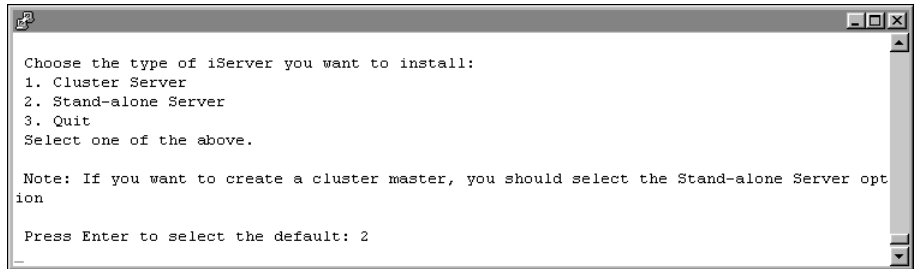 Choose the type of iServer you want to install:
1. Cluster Server
2. Stand-alone Server
3. Quit
Select one of the above.
Note: If you want to create a cluster master, you should select the Stand-alone Server opt
ion
Press Enter to select the default: 2
_